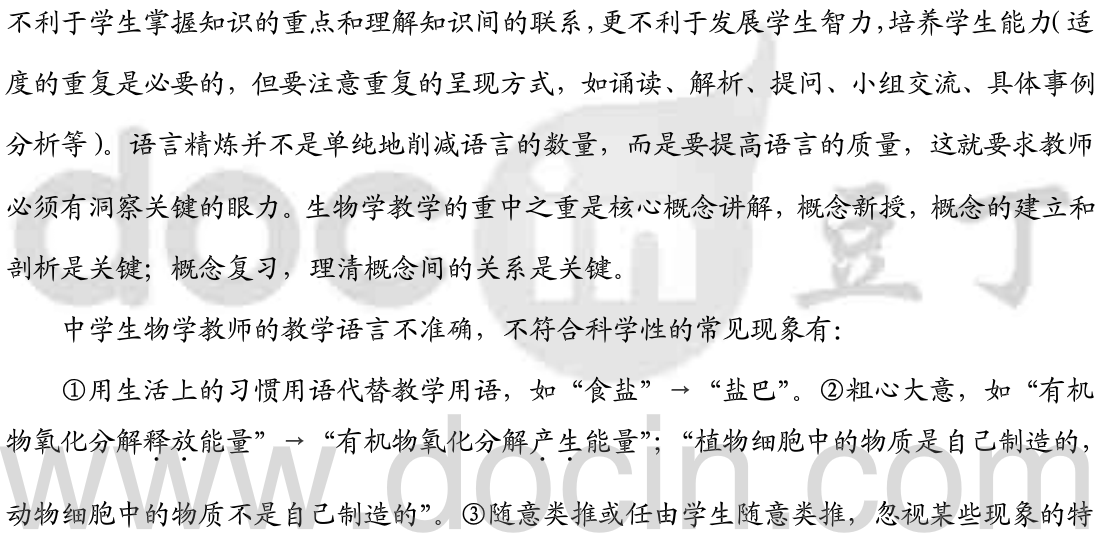 不利于学生掌握知识的重点和理解知识间的联系,更不利于发展学生智力,培养学生能力(适
度的重复是必要的，但要注意重复的呈现方式，如诵读、解析、提问、小组交流、具体事例
分析等)。语言精炼并不是单纯地削减语言的数量，而是要提高语言的质量，这就要求教师
必须有洞察关键的眼力。生物学教学的重中之重是核心概念讲解，概念新授，概念的建立和
剖析是关键；概念复习，理清概念间的关系是关键。
中学生物学教师的教学语言不准确，不符合科学性的常见现象有：
①用生活上的习惯用语代替教学用语，如“食盐”→“盐巴”。②粗心大意，如“有机
物氧化分解释放能量”→“有机物氧化分解产生能量”；“植物细胞中的物质是自己制造的，
动物细胞中的物质不是自己制造的”。③随意类推或任由学生随意类推，忽视某些现象的特
docin 豆丁
www.docin.com